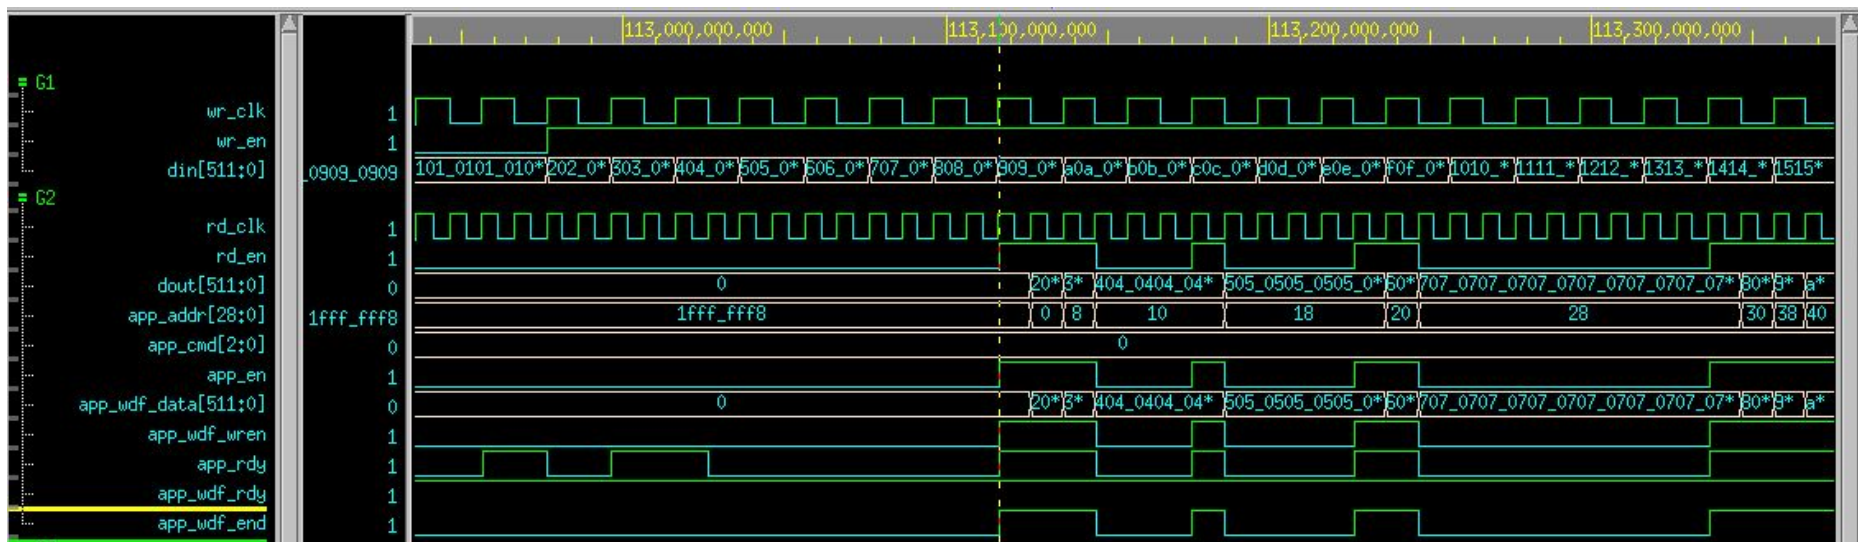 113,000,000,000 113,100,000,000 113,200,000,000 113,300,000,000
G1
wr_clk 1
wr_en 1
din[511:0] _0909_0909 101_0101_010* 202_0* 303_0* 404_0* 505_0* 606_0* 707_0* 808_0* 909_0* a0a_0* b0b_0* c0c_0* d0d_0* e0e_0* f0f_0* 1010_* 1111_* 1212_* 1313_* 1414_* 1515*
G2
rd_clk 1
rd_en 1
dout[511:0] 0 0 20* 3* 404_0404_04* 505_0505_0505_0* 60* 707_0707_0707_0707_0707_07* 80* 9* a*
app_addr[28:0] 1fff_fff8 1fff_fff8 0 8 10 18 20 28 30 38 40
app_cmd[2:0] 0 0
app_en 1
app_wdf_data[511:0] 0 0 20* 3* 404_0404_04* 505_0505_0505_0* 60* 707_0707_0707_0707_0707_07* 80* 9* a*
app_wdf_wren 1
app_rdy 1
app_wdf_rdy 1
app_wdf_end 1